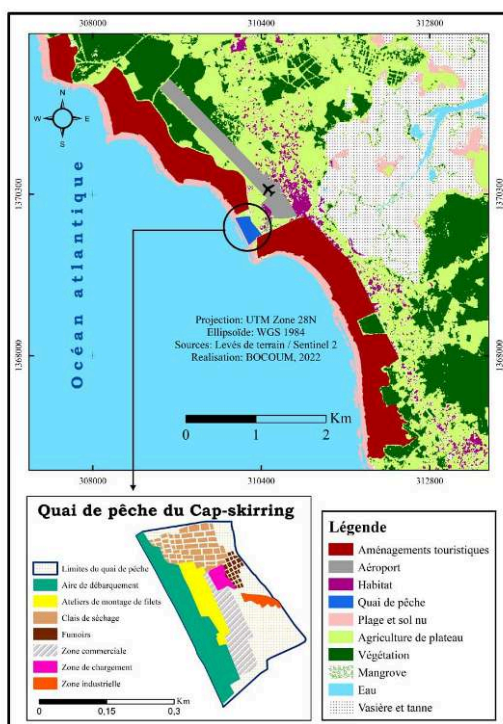 308000 310400 312800
N
W E
S
1370300 1370300
Océan atlantique
Projection: UTM Zone 28N
Ellipsoïde: WGS 1984
Sources: Levés de terrain / Sentinel 2
Realisation: BOCOUM, 2022
1368000 1368000
Km
0 1 2
308000 310400 312800
Quai de pêche du Cap-skirring
Limites du quai de pêche
Aire de débarquement
Ateliers de montage de filets
Clais de séchage
Fumoirs
Zone commerciale
Zone de chargement
Zone industrielle
Km
0 0,15 0,3
Légende
Aménagements touristiques
Aéroport
Habitat
Quai de pêche
Plage et sol nu
Agriculture de plateau
Végétation
Mangrove
Eau
Vasière et tanne